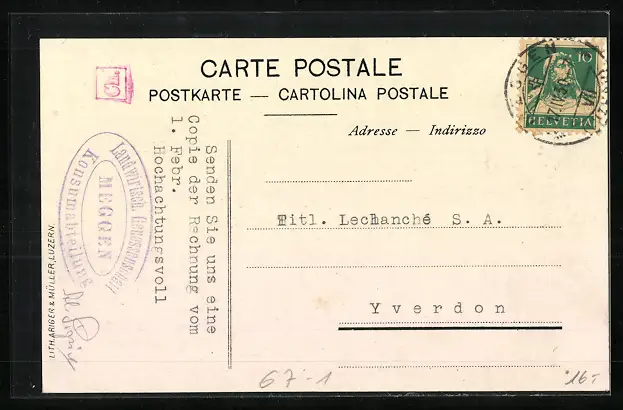 CARTE POSTALE
POSTKARTE — CARTOLINA POSTALE
Adresse — Indirizzo
10
HELVETIA
MEGGEN
Titl. Leclanché S. A.
Yverdon
Senden Sie uns eine
Copie der Rechnung vom
1. Febr.
Hochachtungsvoll
Landwirtsch. Genossenschaft
MEGGEN
Konsumabteilung
LITH. ARIGER & MÜLLER, LUZERN.
67-1
16.-